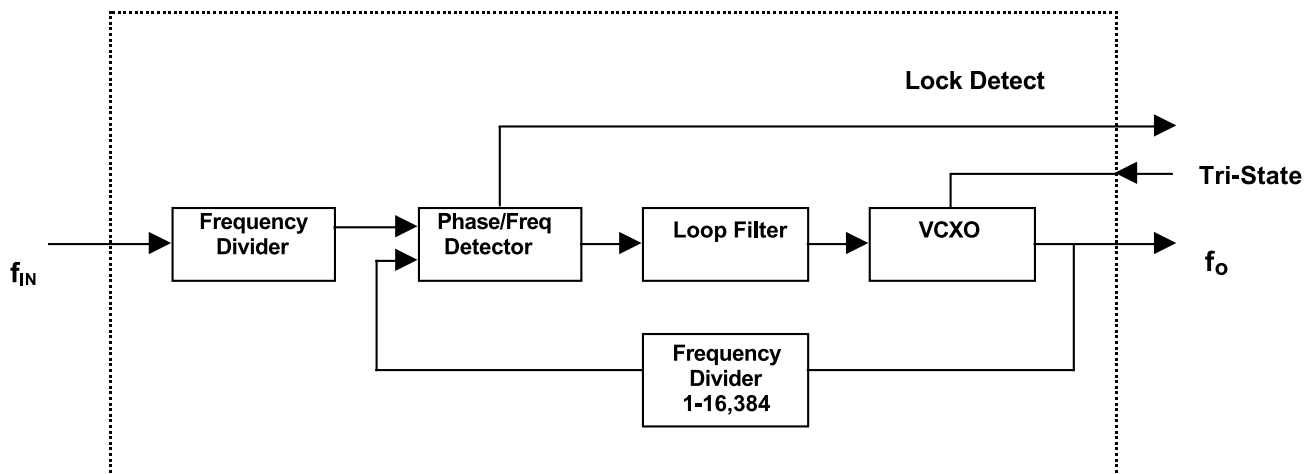 Lock Detect
Tri-State
Frequency
Divider
Phase/Freq
Detector
Loop Filter
VCXO
fIN
fo
Frequency
Divider
1-16,384